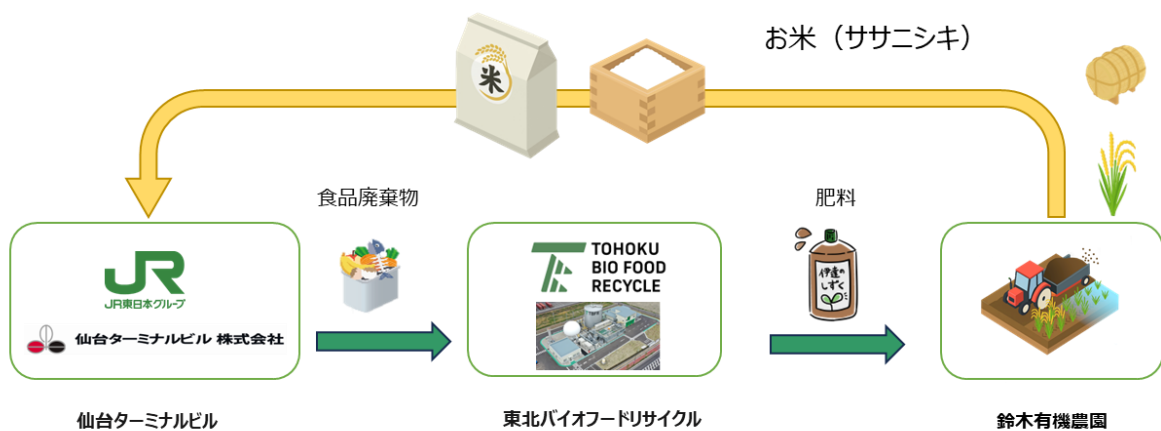 お米（ササニシキ）
米
食品廃棄物
肥料
JR
JR東日本グループ
仙台ターミナルビル 株式会社
TOHOKU
BIO FOOD
RECYCLE
伊達の
しずく
仙台ターミナルビル
東北バイオフードリサイクル
鈴木有機農園